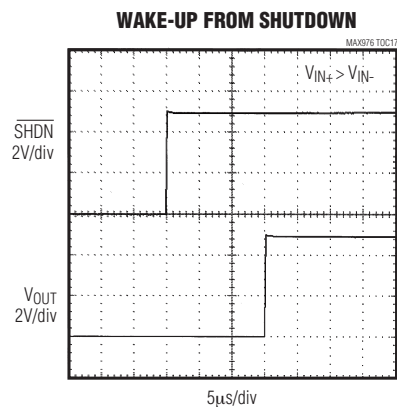 WAKE-UP FROM SHUTDOWN
MAX976 TOC17
VIN+ > VIN-
SHDN
2V/div
VOUT
2V/div
5µs/div